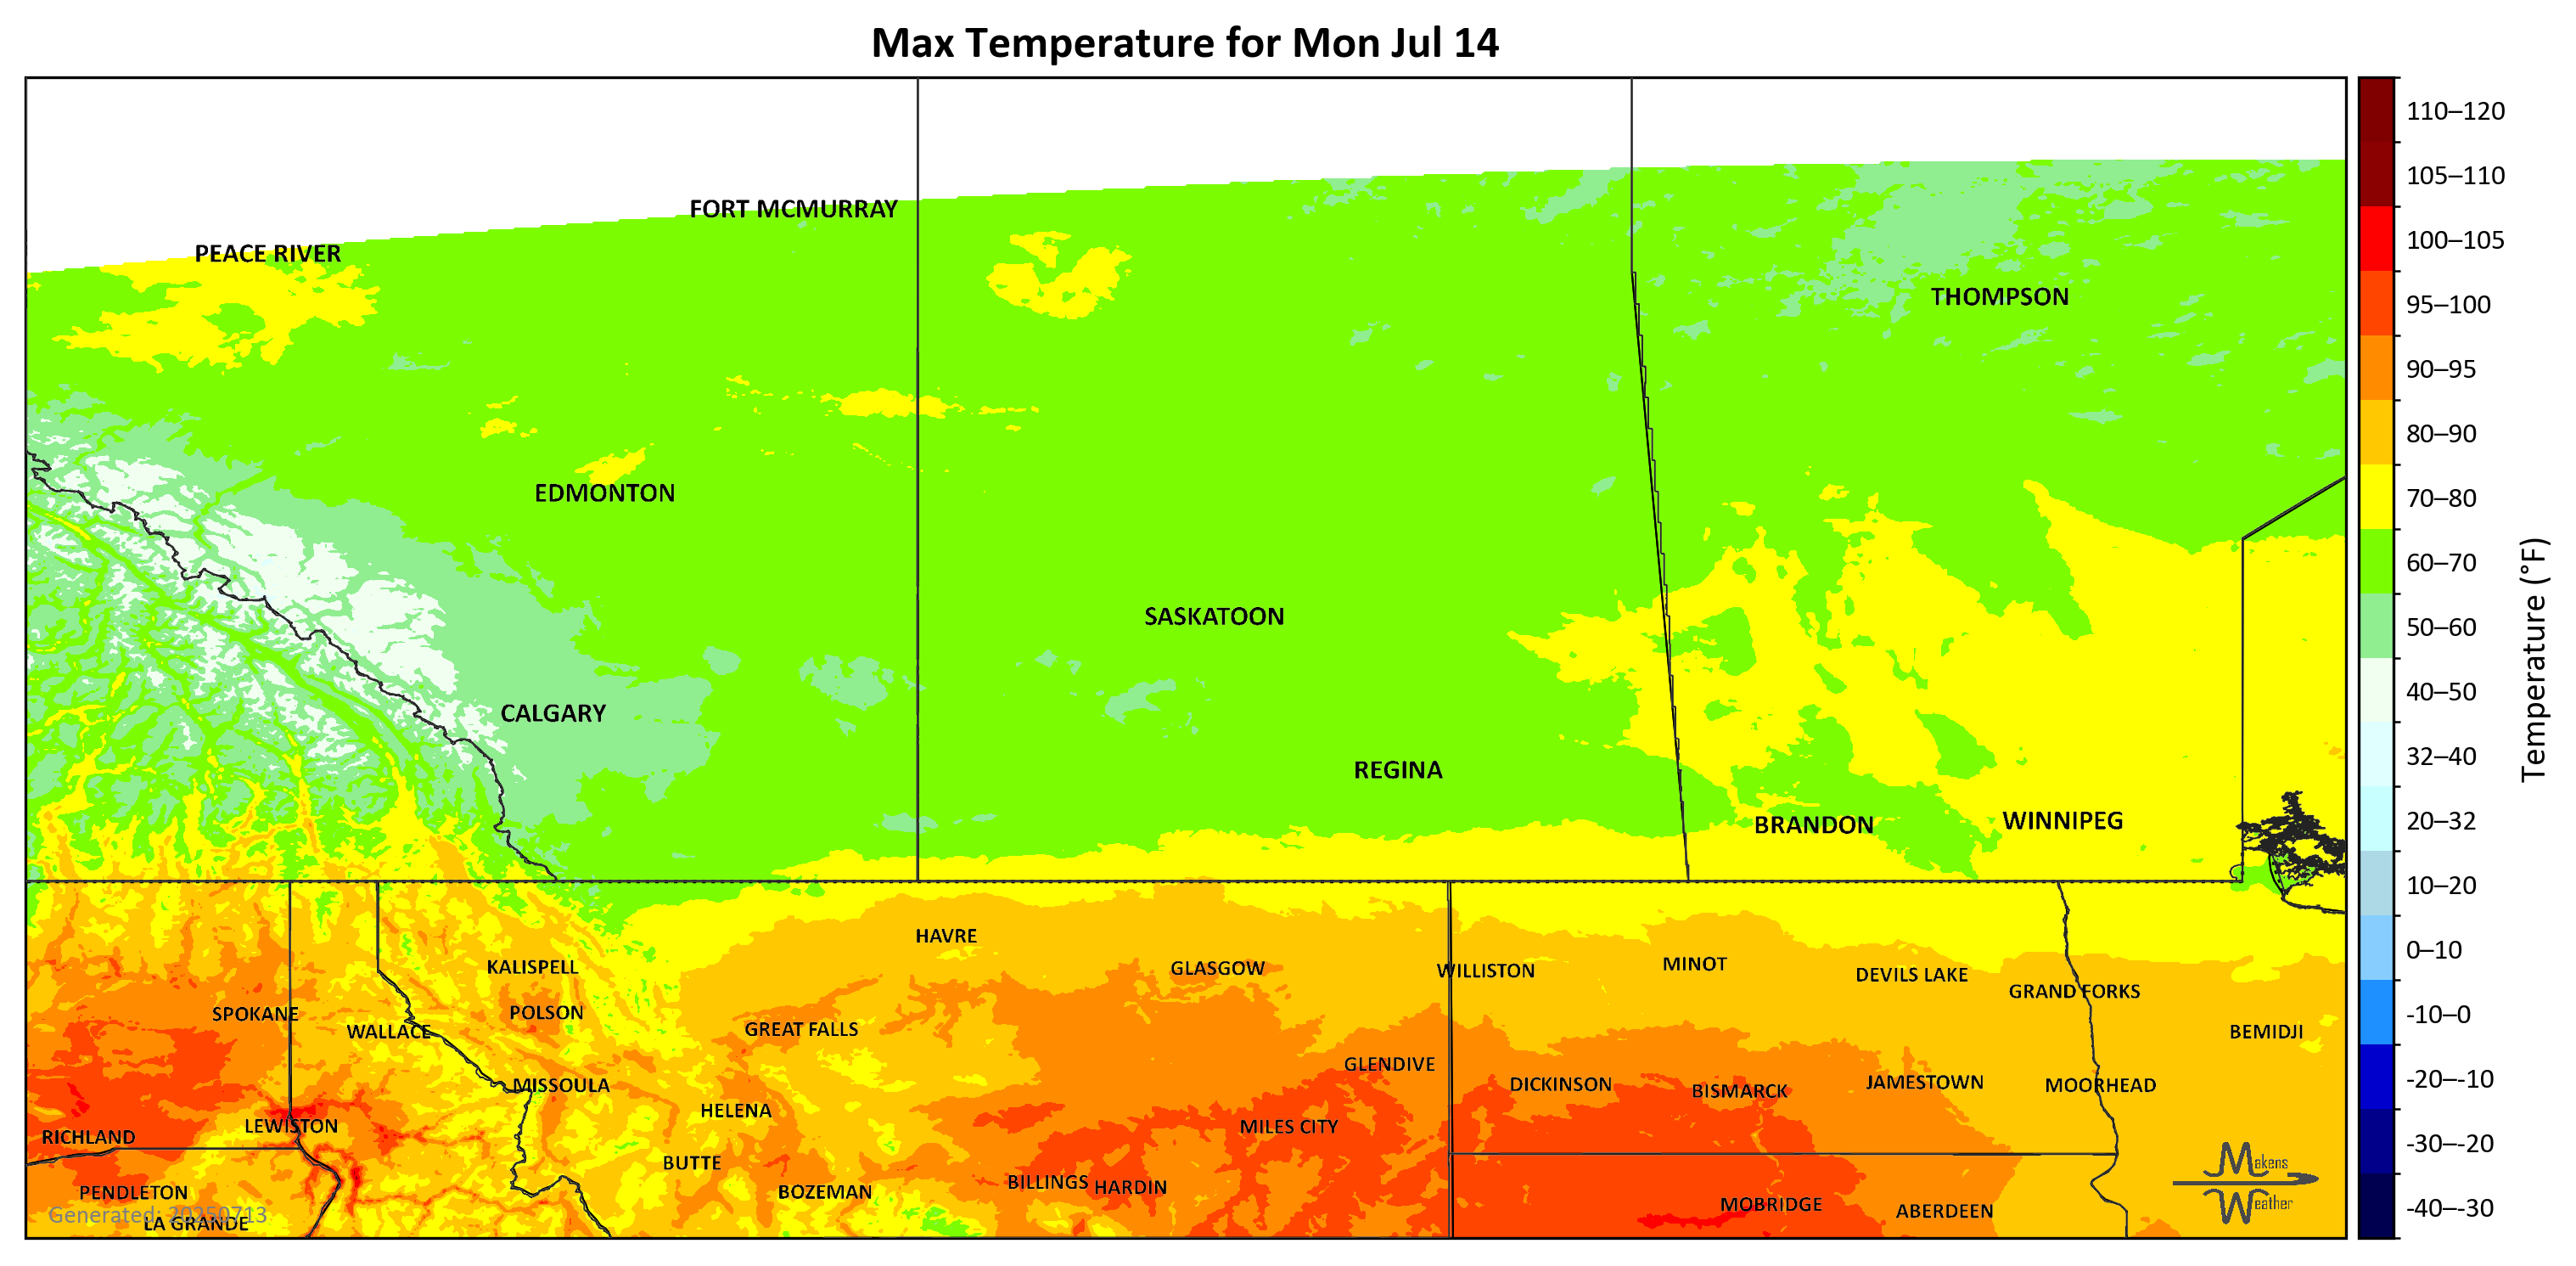 Max Temperature for Mon Jul 14
110–120
105–110
100–105
95–100
90–95
80–90
70–80
60–70
50–60
40–50
32–40
20–32
10–20
0–10
-10–0
-20–-10
-30–-20
-40–-30
Temperature (°F)
FORT MCMURRAY
PEACE RIVER
THOMPSON
EDMONTON
SASKATOON
CALGARY
REGINA
BRANDON
WINNIPEG
HAVRE
KALISPELL
GLASGOW
WILLISTON
MINOT
DEVILS LAKE
GRAND FORKS
SPOKANE
POLSON
WALLACE
GREAT FALLS
BEMIDJI
GLENDIVE
MISSOULA
DICKINSON
BISMARCK
JAMESTOWN
MOORHEAD
HELENA
LEWISTON
MILES CITY
RICHLAND
BUTTE
BILLINGS
HARDIN
PENDLETON
BOZEMAN
MOBRIDGE
ABERDEEN
Generated: 20250713
LA GRANDE
Makens
Weather